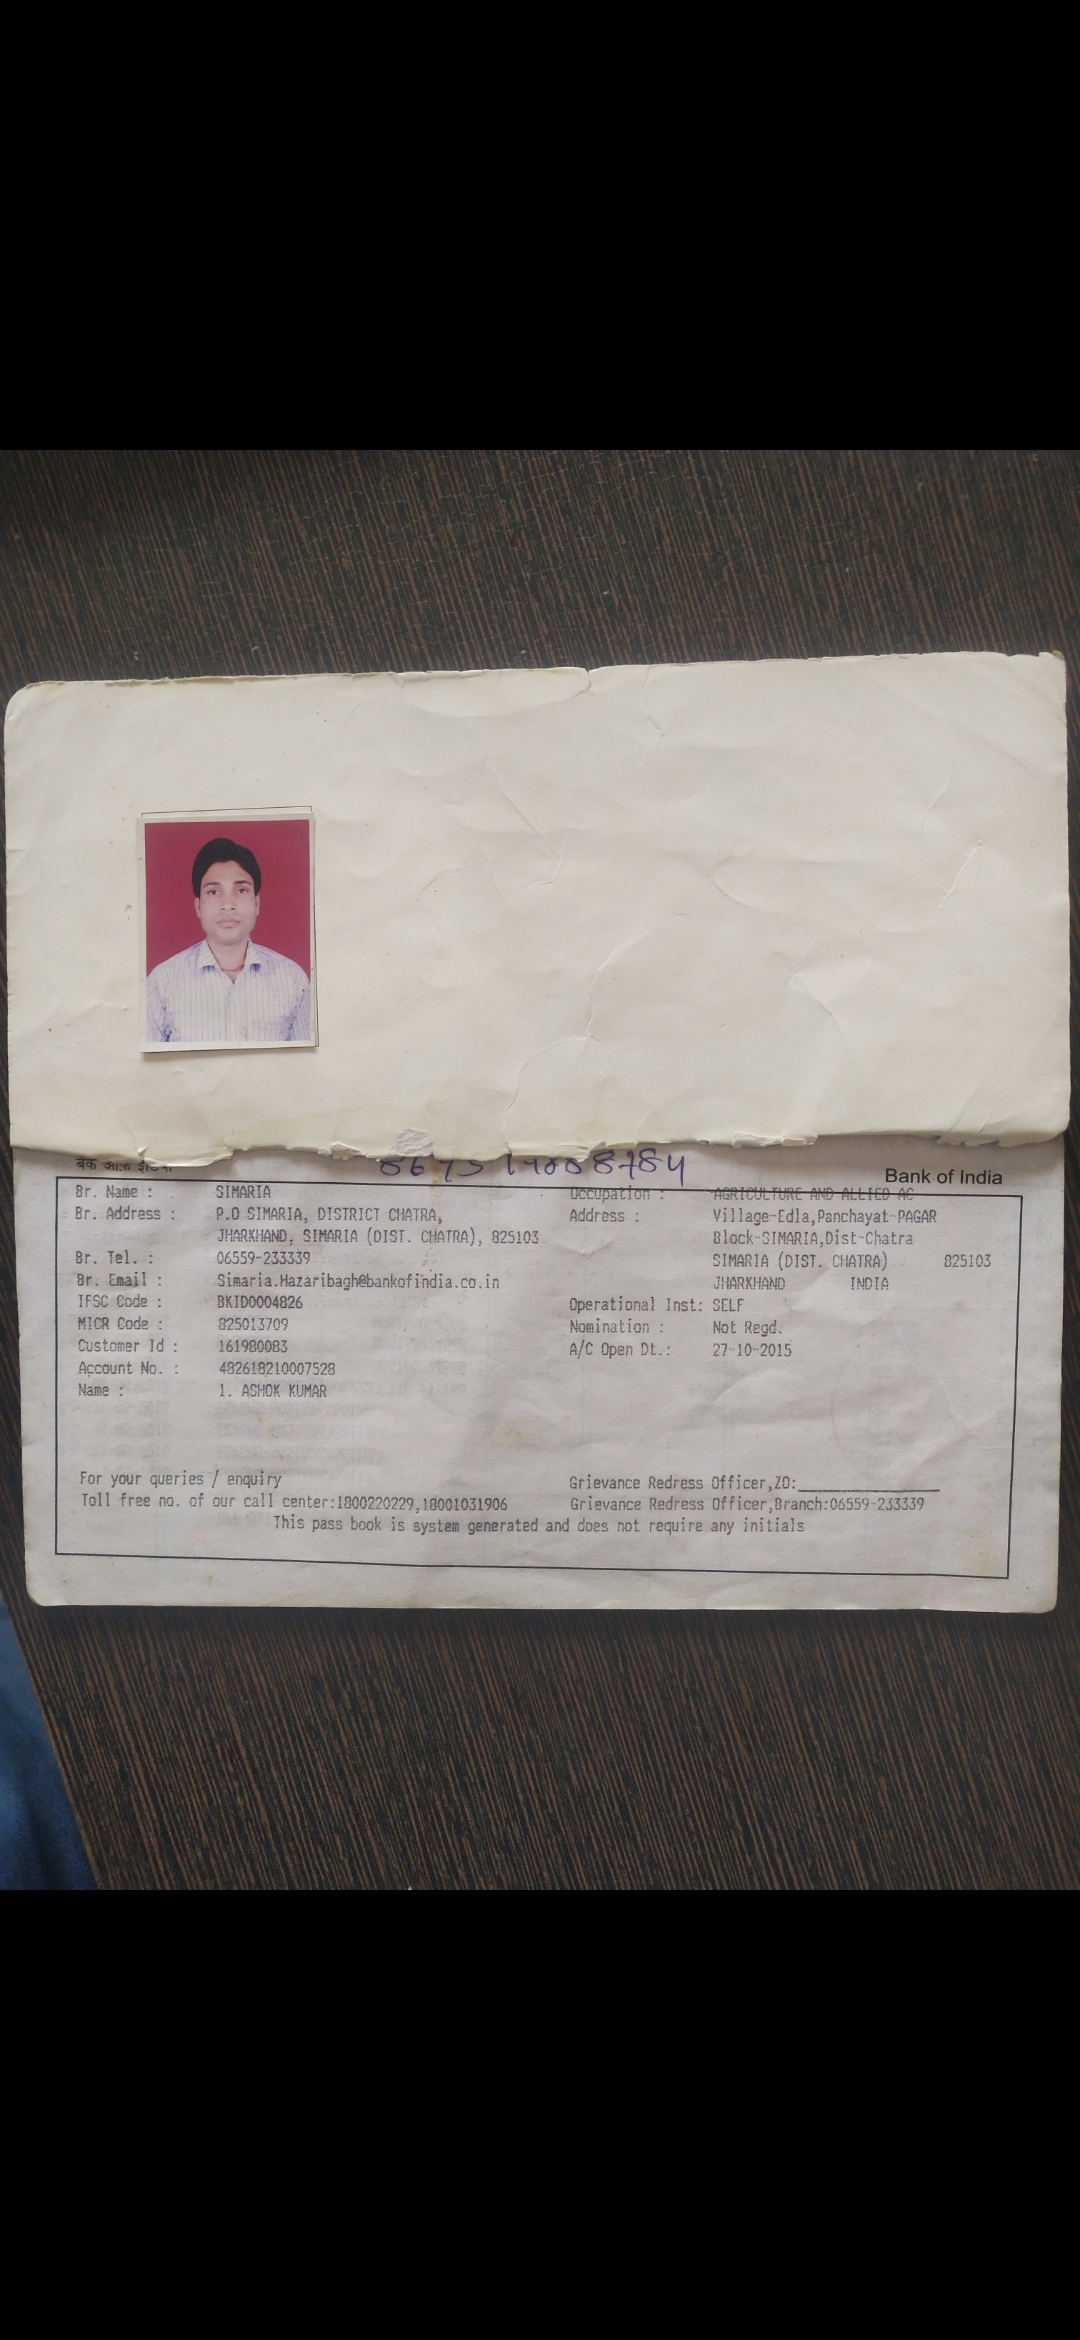 बैंक ऑफ़ इंडिया
Bank of India
Br. Name : SIMARIA
Br. Address : P.O SIMARIA, DISTRICT CHATRA,
JHARKHAND, SIMARIA (DIST. CHATRA), 825103
Br. Tel. : 06559-233339
Br. Email : Simaria.Hazaribagh@bankofindia.co.in
IFSC Code : BKID0004826
MICR Code : 825013709
Customer Id : 161980083
Account No. : 482618210007528
Name : 1. ASHOK KUMAR
Occupation : AGRICULTURE AND ALLIED AC
Address : Village-Edla,Panchayat-PAGAR
Block-SIMARIA,Dist-Chatra
SIMARIA (DIST. CHATRA) 825103
JHARKHAND INDIA
Operational Inst: SELF
Nomination : Not Regd.
A/C Open Dt.: 27-10-2015
For your queries / enquiry
Toll free no. of our call center:1800220229,18001031906
Grievance Redress Officer,ZO:
Grievance Redress Officer,Branch:06559-233339
This pass book is system generated and does not require any initials